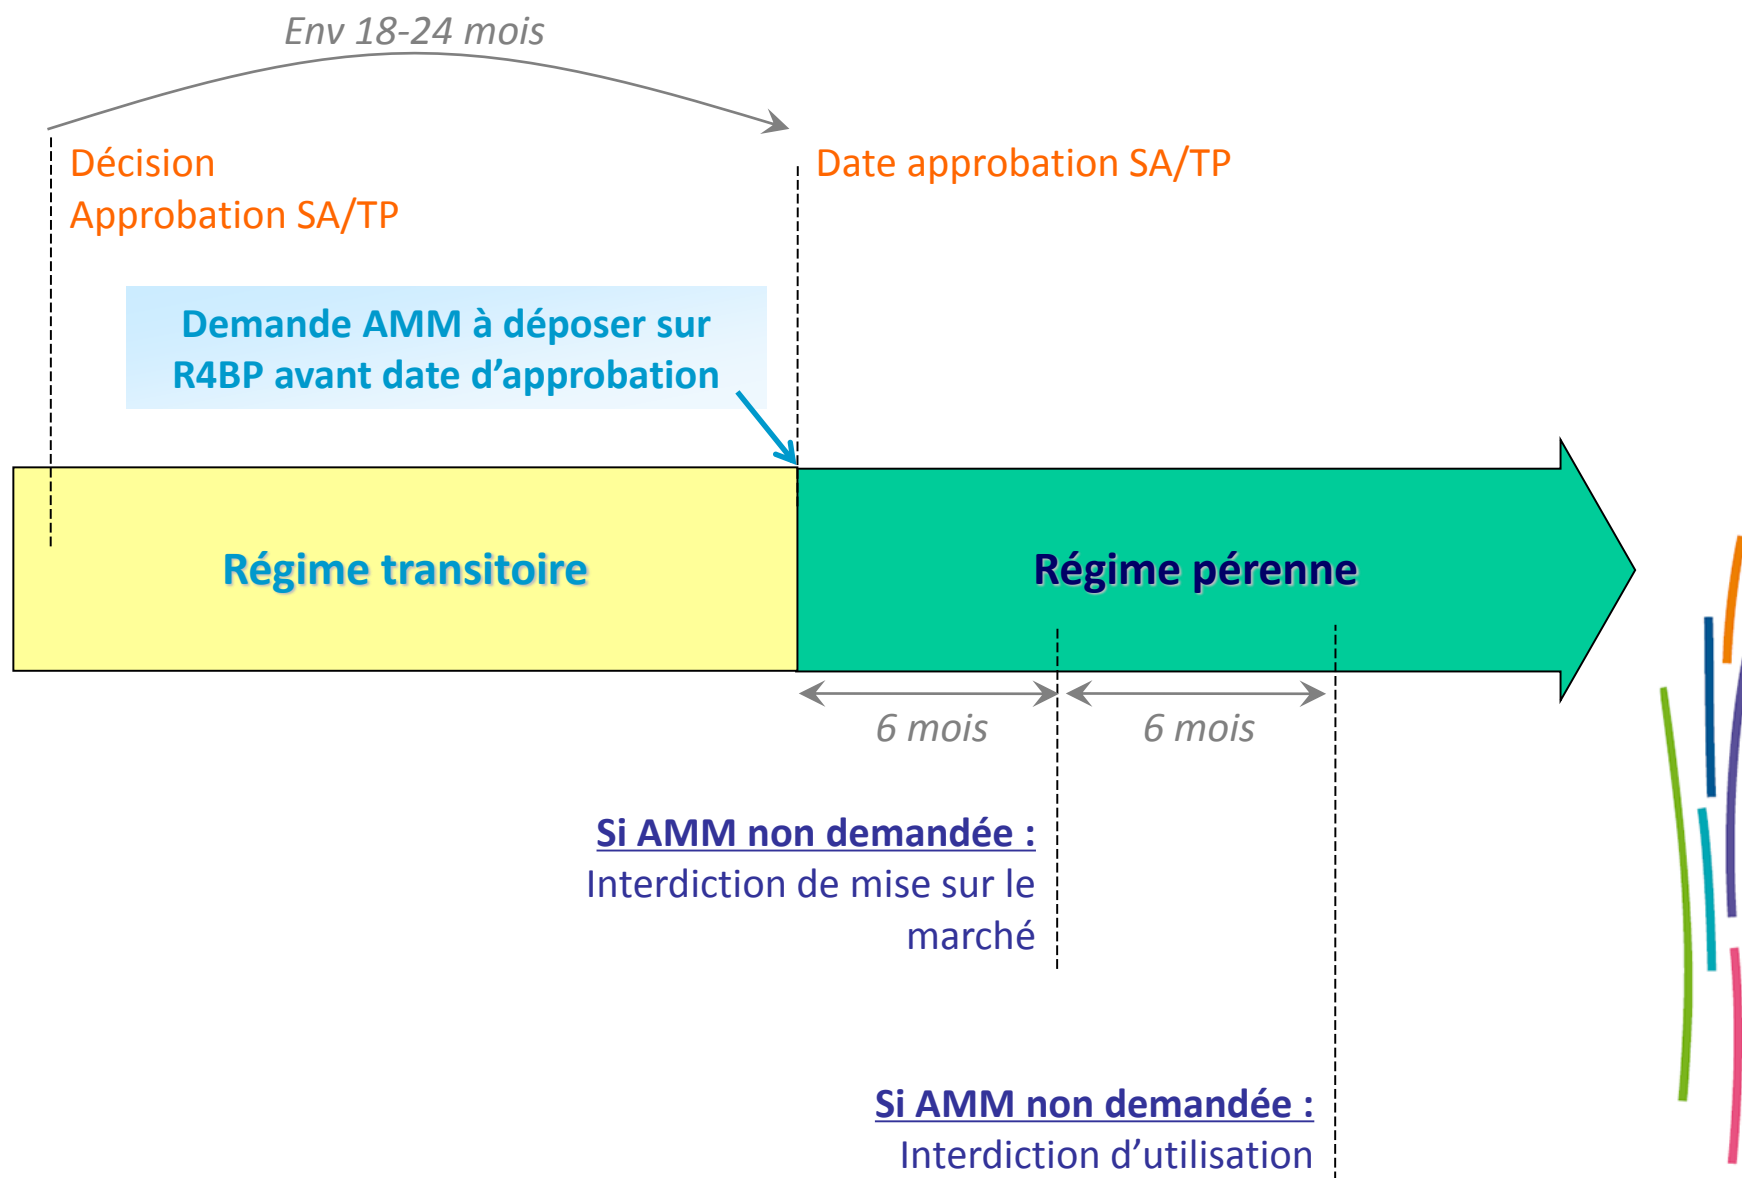 Env 18-24 mois
Décision
Approbation SA/TP
Date approbation SA/TP
Demande AMM à déposer sur
R4BP avant date d’approbation
Régime transitoire
Régime pérenne
6 mois
6 mois
Si AMM non demandée :
Interdiction de mise sur le
marché
Si AMM non demandée :
Interdiction d’utilisation